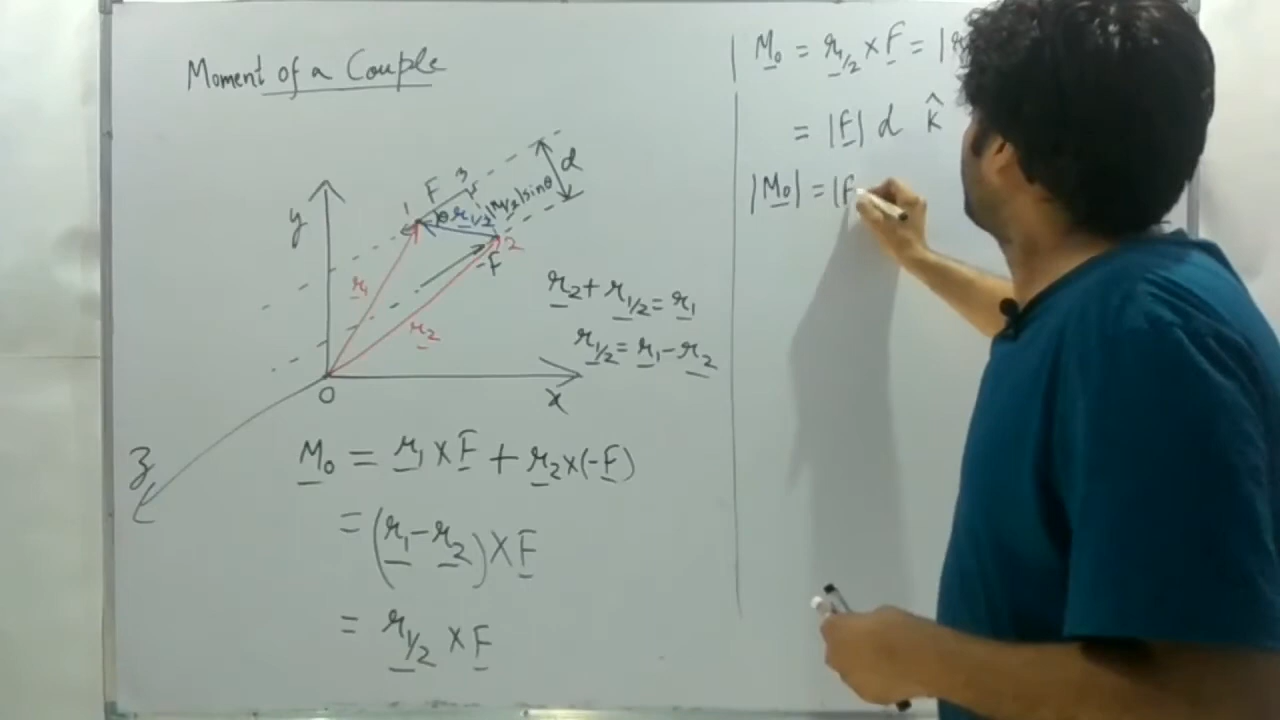 Moment of a Couple
y
d
F
3
1
θ
r₁/₂
|r₁/₂|sinθ
2
-F
r₁
r₂
O
x
z
r₂ + r₁/₂ = r₁
r₁/₂ = r₁ - r₂
M₀ = r₁ × F + r₂ × (-F)
= (r₁ - r₂) × F
= r₁/₂ × F
| M₀ = r₁/₂ × F = |r
= |F| d k̂
|M₀| = |F